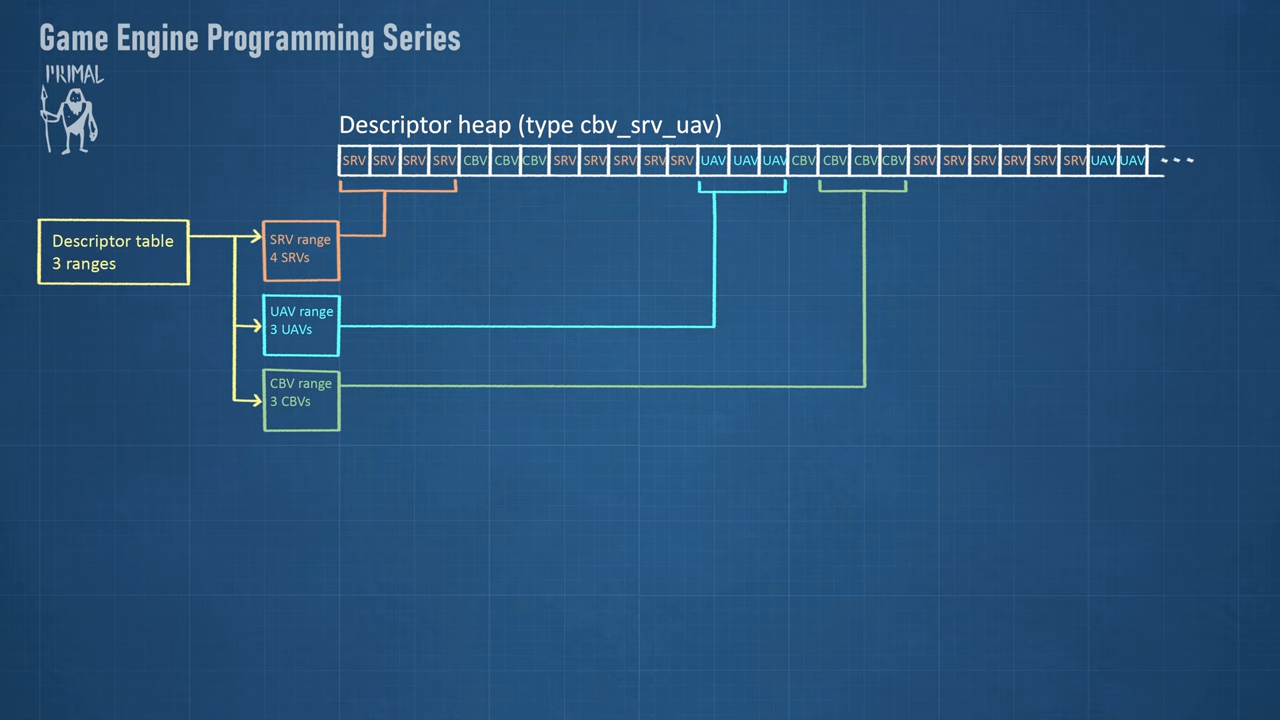 Game Engine Programming Series
PRIMAL
Descriptor heap (type cbv_srv_uav)
SRV SRV SRV SRV CBV CBV CBV SRV SRV SRV SRV SRV UAV UAV UAV CBV CBV CBV CBV SRV SRV SRV SRV SRV SRV UAV UAV
Descriptor table
3 ranges
SRV range
4 SRVs
UAV range
3 UAVs
CBV range
3 CBVs